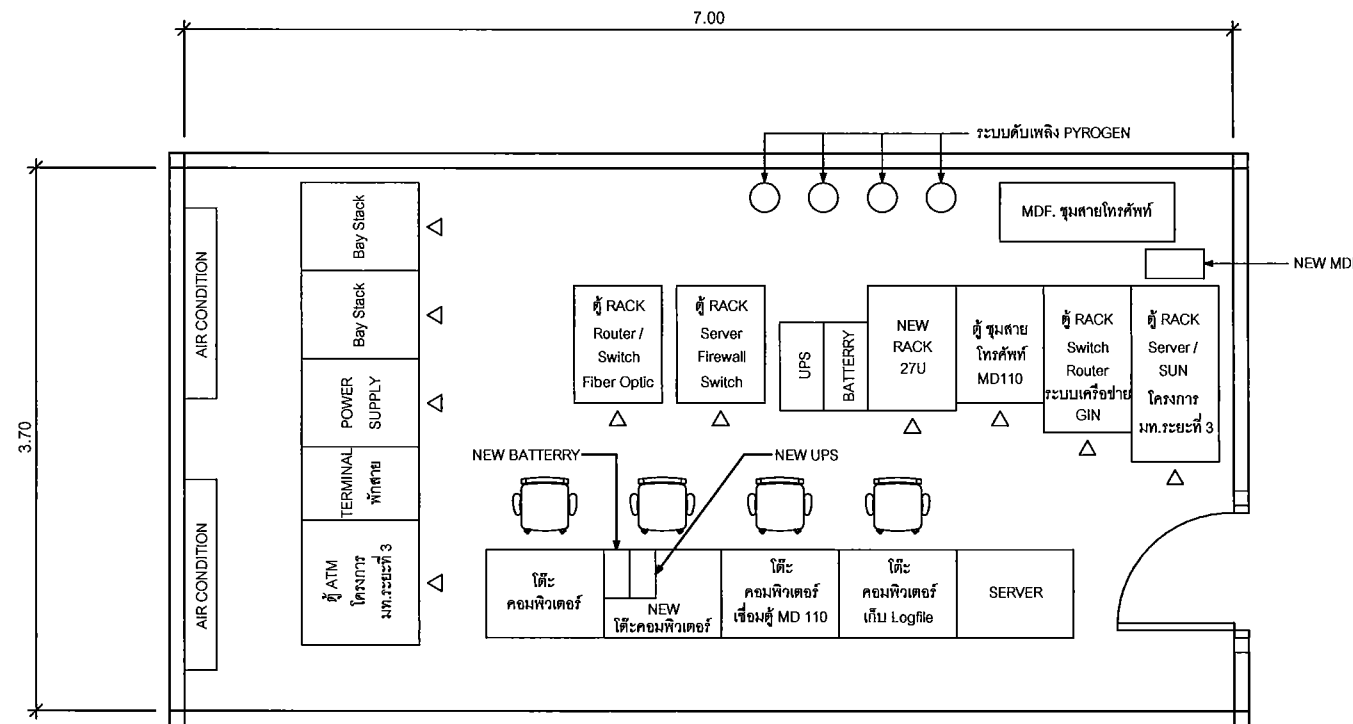 7.00
ระบบดับเพลิง PYROGEN
MDF. ชุมสายโทรศัพท์
NEW MD
3.70
AIR CONDITION
AIR CONDITION
Bay Stack
Bay Stack
POWER
SUPPLY
TERMINAL
พักสาย
ตู้ ATM
โครงการ
มท.ระยะที่ 3
ตู้ RACK
Router /
Switch
Fiber Optic
ตู้ RACK
Server
Firewall
Switch
UPS
BATTERRY
NEW
RACK
27U
ตู้ ชุมสาย
โทรศัพท์
MD110
ตู้ RACK
Switch
Router
ระบบเครือข่าย
GIN
ตู้ RACK
Server /
SUN
โครงการ
มท.ระยะที่ 3
NEW BATTERRY
NEW UPS
โต๊ะ
คอมพิวเตอร์
NEW
โต๊ะคอมพิวเตอร์
โต๊ะ
คอมพิวเตอร์
เชื่อมตู้ MD 110
โต๊ะ
คอมพิวเตอร์
เก็บ Logfile
SERVER